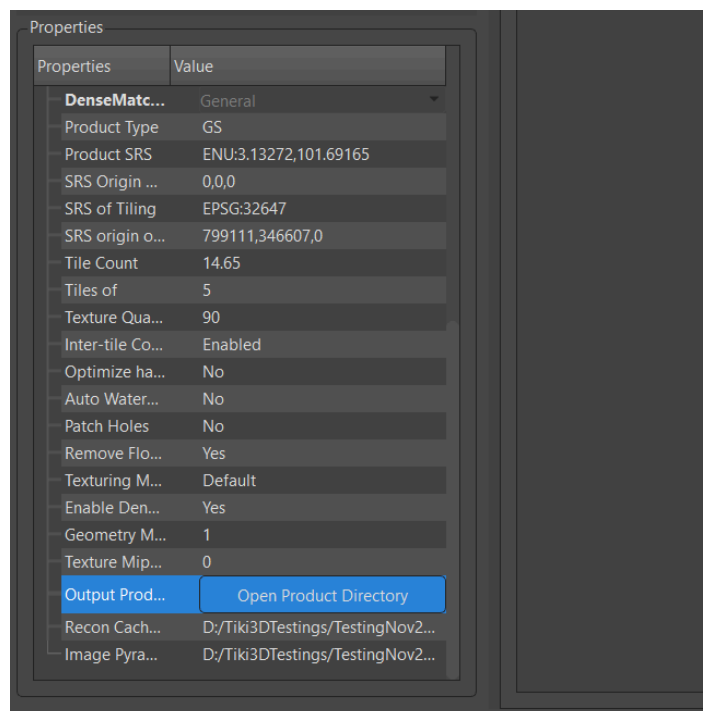 Properties
Properties Value
DenseMatc... General
Product Type GS
Product SRS ENU:3.13272,101.69165
SRS Origin ... 0,0,0
SRS of Tiling EPSG:32647
SRS origin o... 799111,346607,0
Tile Count 14.65
Tiles of 5
Texture Qua... 90
Inter-tile Co... Enabled
Optimize ha... No
Auto Water... No
Patch Holes No
Remove Flo... Yes
Texturing M... Default
Enable Den... Yes
Geometry M... 1
Texture Mip... 0
Output Prod... Open Product Directory
Recon Cach... D:/Tiki3DTestings/TestingNov2...
Image Pyra... D:/Tiki3DTestings/TestingNov2...